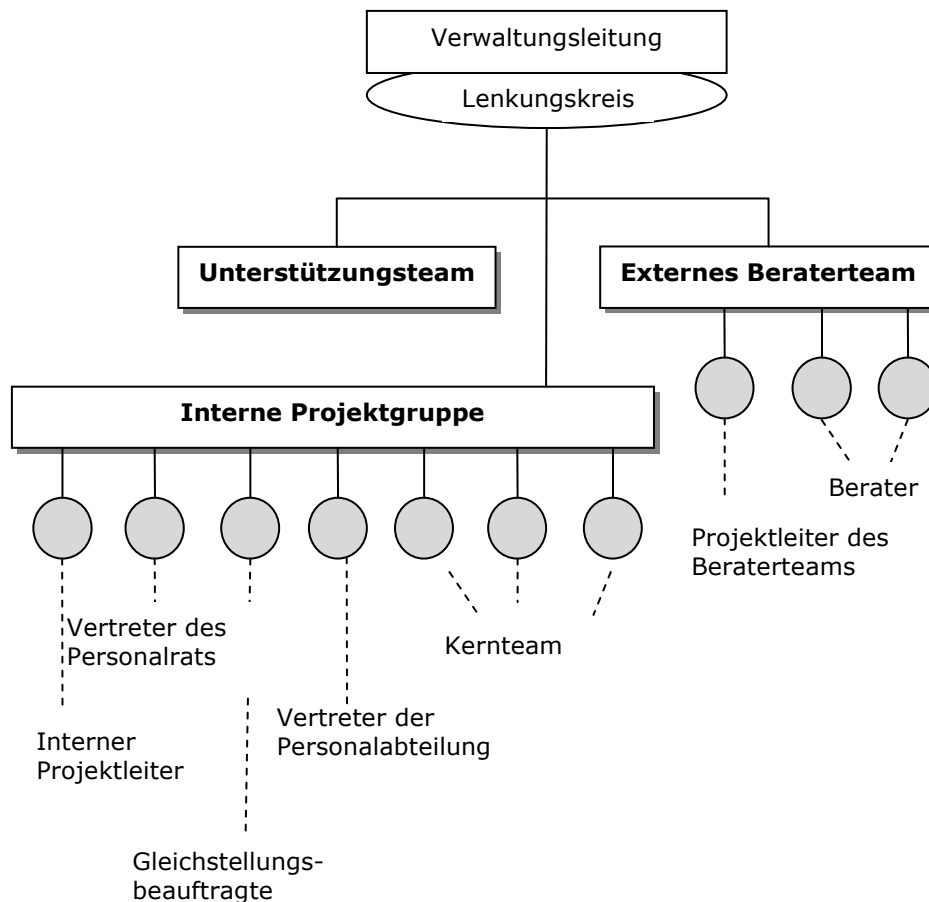 Verwaltungsleitung
Lenkungskreis
Unterstützungsteam
Externes Beraterteam
Interne Projektgruppe
Berater
Projektleiter des
Beraterteams
Vertreter des
Personalrats
Kernteam
Vertreter der
Personalabteilung
Interner
Projektleiter
Gleichstellungs-
beauftragte